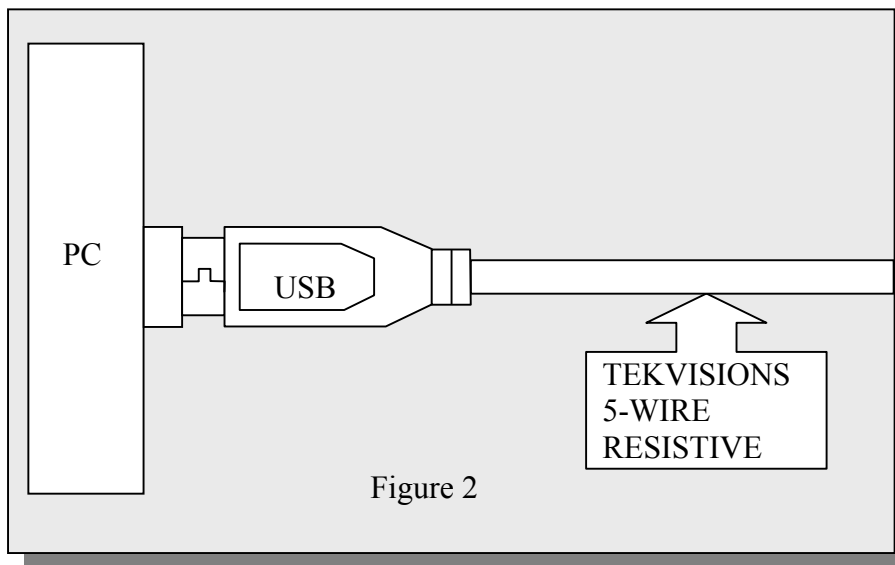 PC
USB
TEKVISIONS
5-WIRE
RESISTIVE
Figure 2